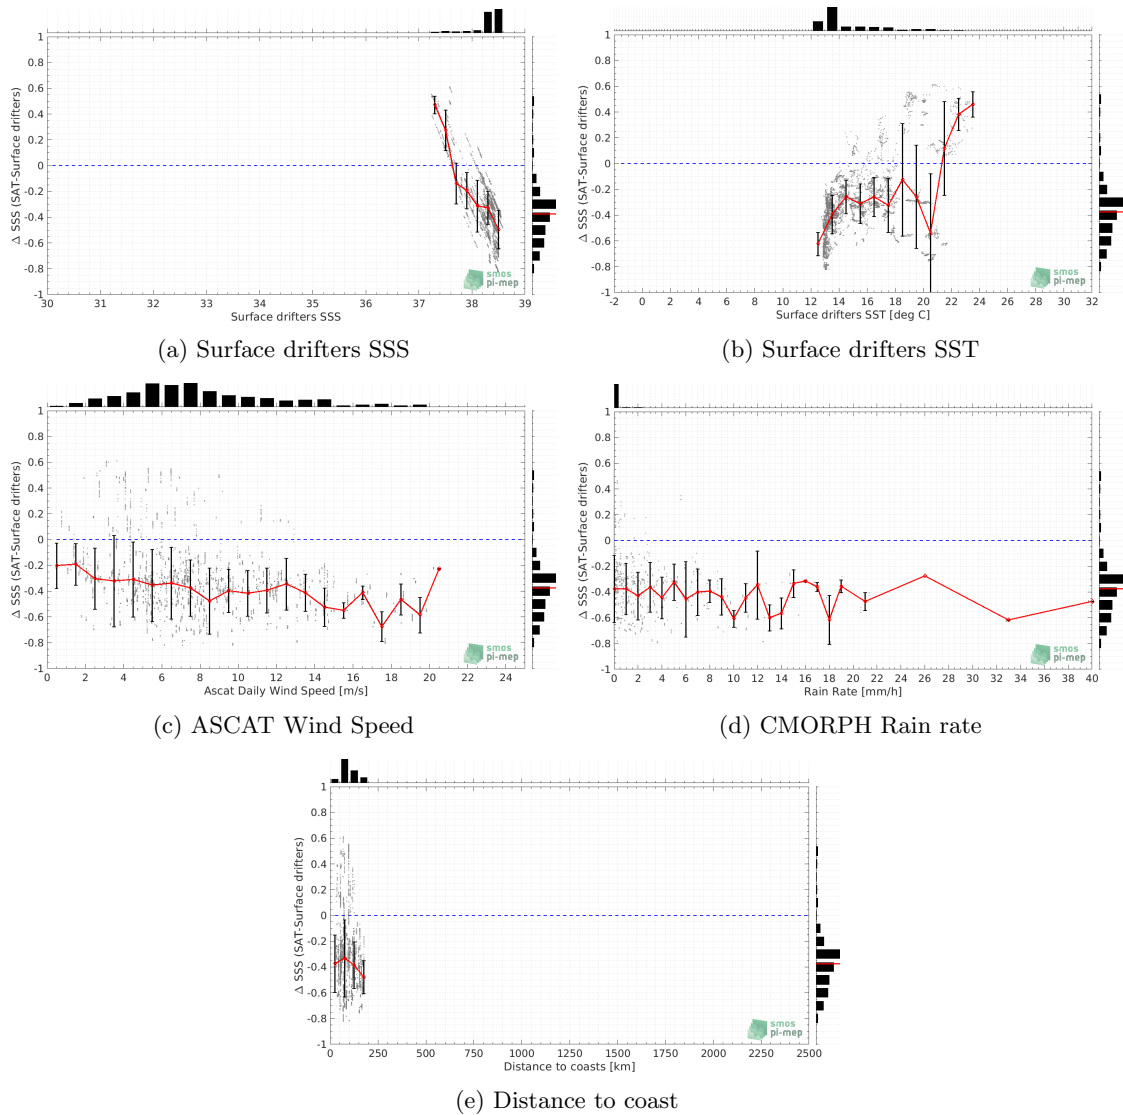 1
0.8
0.6
0.4
0.2
0
-0.2
-0.4
-0.6
-0.8
-1
Δ SSS (SAT-Surface drifters)
30 31 32 33 34 35 36 37 38 39
Surface drifters SSS
smos
pi-mep
(a) Surface drifters SSS
1
0.8
0.6
0.4
0.2
0
-0.2
-0.4
-0.6
-0.8
-1
Δ SSS (SAT-Surface drifters)
-2 0 2 4 6 8 10 12 14 16 18 20 22 24 26 28 30 32
Surface drifters SST [deg C]
smos
pi-mep
(b) Surface drifters SST
1
0.8
0.6
0.4
0.2
0
-0.2
-0.4
-0.6
-0.8
-1
Δ SSS (SAT-Surface drifters)
0 2 4 6 8 10 12 14 16 18 20 22 24
Ascat Daily Wind Speed [m/s]
smos
pi-mep
(c) ASCAT Wind Speed
1
0.8
0.6
0.4
0.2
0
-0.2
-0.4
-0.6
-0.8
-1
Δ SSS (SAT-Surface drifters)
0 2 4 6 8 10 12 14 16 18 20 22 24 26 28 30 32 34 36 38 40
Rain Rate [mm/h]
smos
pi-mep
(d) CMORPH Rain rate
1
0.8
0.6
0.4
0.2
0
-0.2
-0.4
-0.6
-0.8
-1
Δ SSS (SAT-Surface drifters)
0 250 500 750 1000 1250 1500 1750 2000 2250 2500
Distance to coasts [km]
smos
pi-mep
(e) Distance to coast